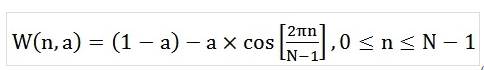 W(n, a) = (1 − a) − a × cos [2πn / N−1], 0 ≤ n ≤ N − 1